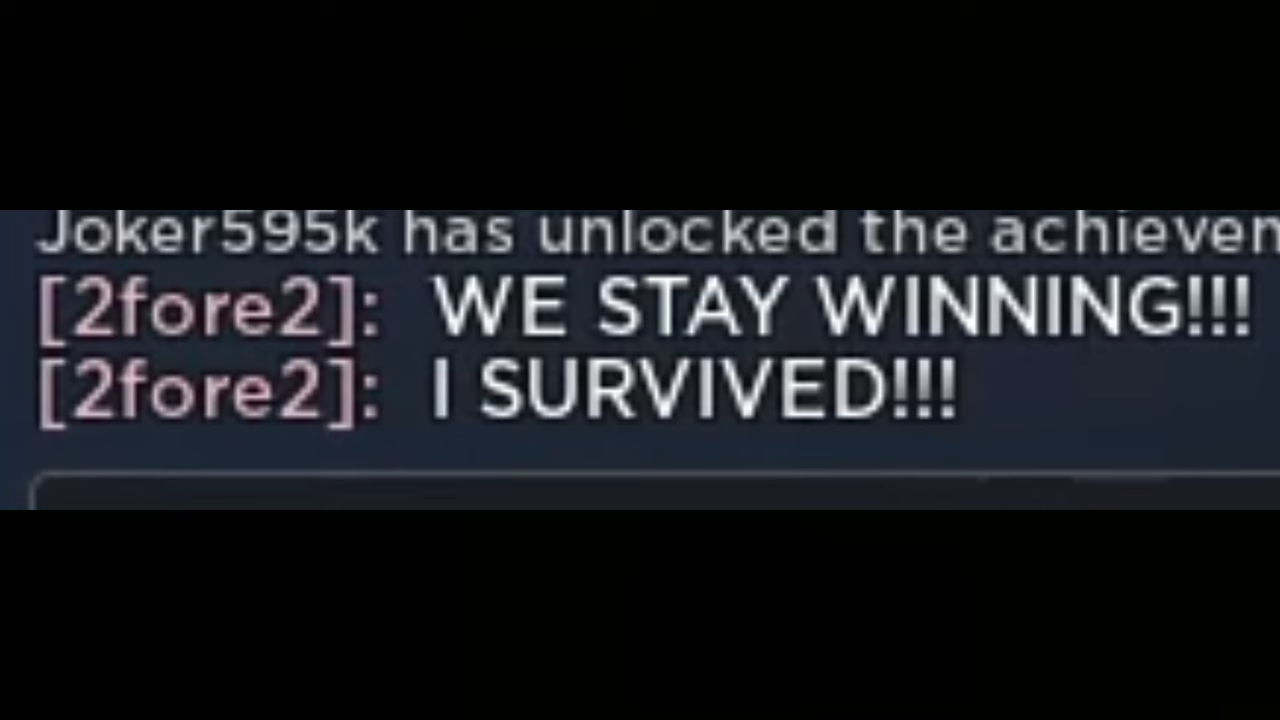 Joker595k has unlocked the
[2fore2]: WE STAY WINNING!!!
[2fore2]: I SURVIVED!!!